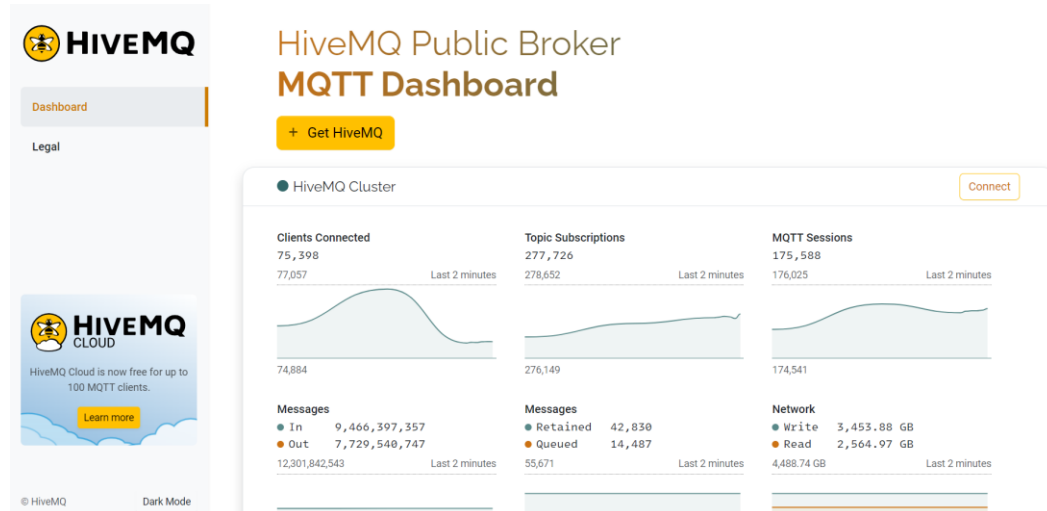 HIVEMQ
Dashboard
Legal
HIVEMQ
CLOUD
HiveMQ Cloud is now free for up to
100 MQTT clients.
Learn more
© HiveMQ Dark Mode
HiveMQ Public Broker
MQTT Dashboard
+ Get HiveMQ
HiveMQ Cluster Connect
Clients Connected
75,398
77,057 Last 2 minutes
74,884
Topic Subscriptions
277,726
278,652 Last 2 minutes
276,149
MQTT Sessions
175,588
176,025 Last 2 minutes
174,541
Messages
In 9,466,397,357
Out 7,729,540,747
12,301,842,543 Last 2 minutes
Messages
Retained 42,830
Queued 14,487
55,671 Last 2 minutes
Network
Write 3,453.88 GB
Read 2,564.97 GB
4,488.74 GB Last 2 minutes